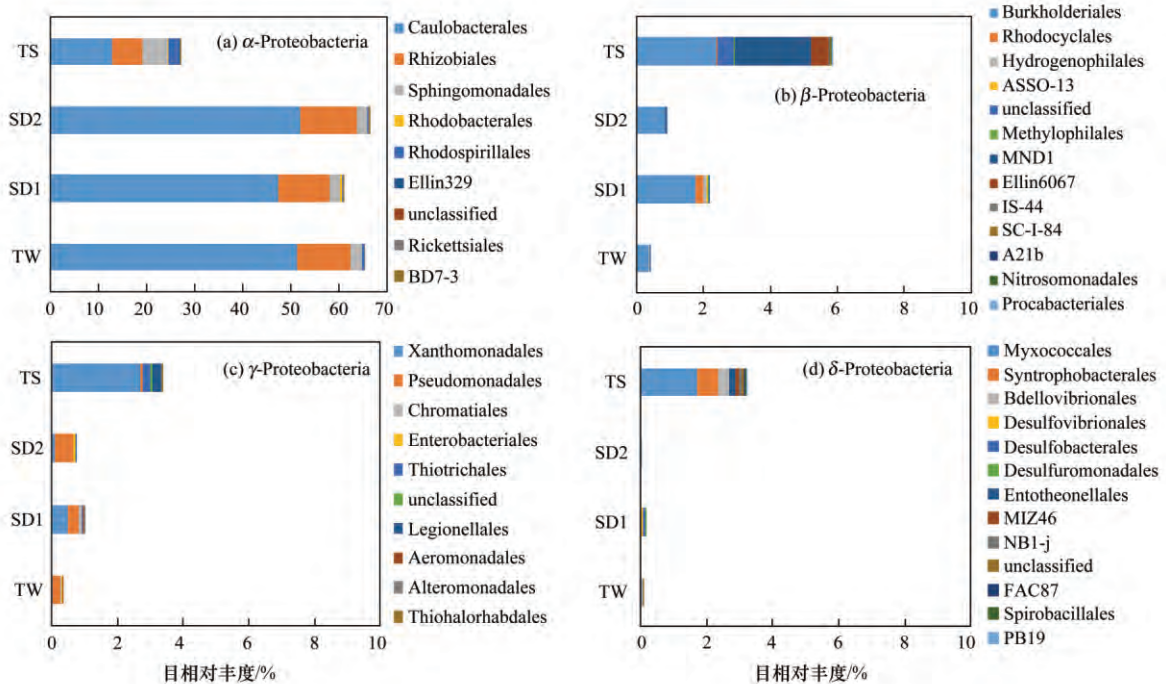 (a) α-Proteobacteria
TS
SD2
SD1
TW
0 10 20 30 40 50 60 70
Caulobacterales
Rhizobiales
Sphingomonadales
Rhodobacterales
Rhodospirillales
Ellin329
unclassified
Rickettsiales
BD7-3
(b) β-Proteobacteria
TS
SD2
SD1
TW
0 2 4 6 8 10
Burkholderiales
Rhodocyclales
Hydrogenophilales
ASSO-13
unclassified
Methylophilales
MND1
Ellin6067
IS-44
SC-I-84
A21b
Nitrosomonadales
Procabacteriales
(c) γ-Proteobacteria
TS
SD2
SD1
TW
0 2 4 6 8 10
目相对丰度/%
Xanthomonadales
Pseudomonadales
Chromatiales
Enterobacteriales
Thiotrichales
unclassified
Legionellales
Aeromonadales
Alteromonadales
Thiohalorhabdales
(d) δ-Proteobacteria
TS
SD2
SD1
TW
0 2 4 6 8 10
目相对丰度/%
Myxococcales
Syntrophobacterales
Bdellovibrionales
Desulfovibrionales
Desulfobacterales
Desulfuromonadales
Entotheonellales
MIZ46
NB1-j
unclassified
FAC87
Spirobacillales
PB19